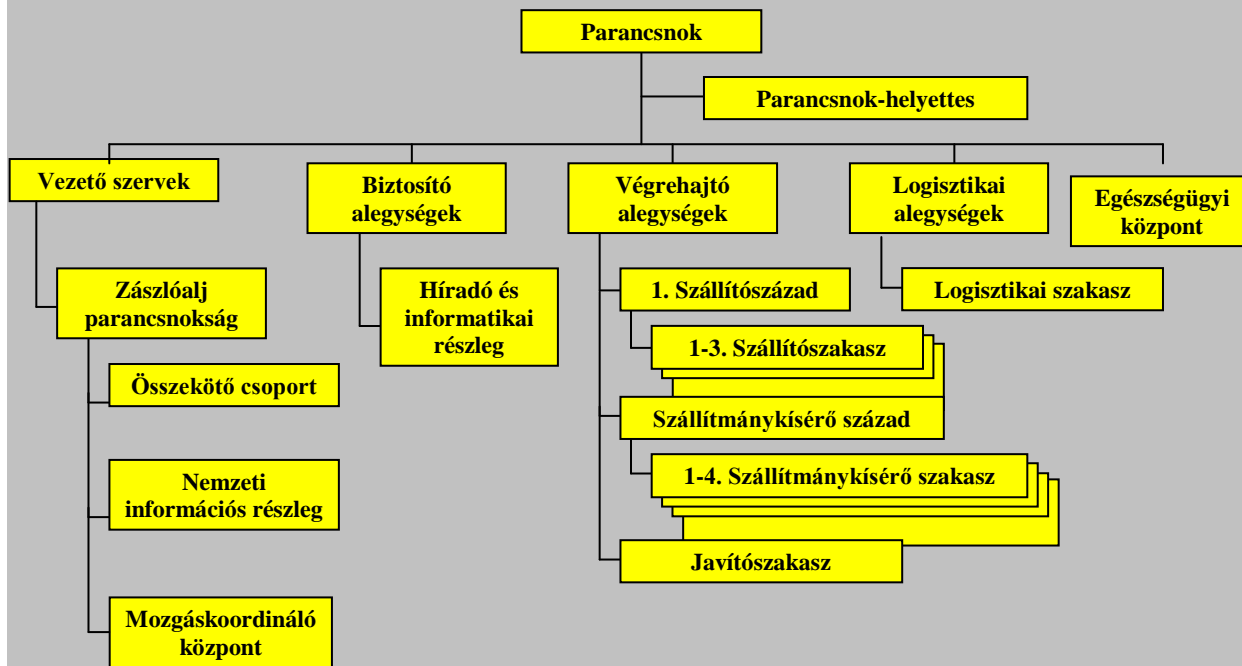 Parancsnok
Parancsnok-helyettes
Vezető szervek
Biztosító
alegységek
Végrehajtó
alegységek
Logisztikai
alegységek
Egészségügyi
központ
Zászlóalj
parancsnokság
Összekötő csoport
Nemzeti
információs részleg
Mozgáskoordináló
központ
Híradó és
informatikai
részleg
1. Szállítószázad
1-3. Szállítószakasz
Szállítmánykísérő század
1-4. Szállítmánykísérő szakasz
Javítószakasz
Logisztikai szakasz